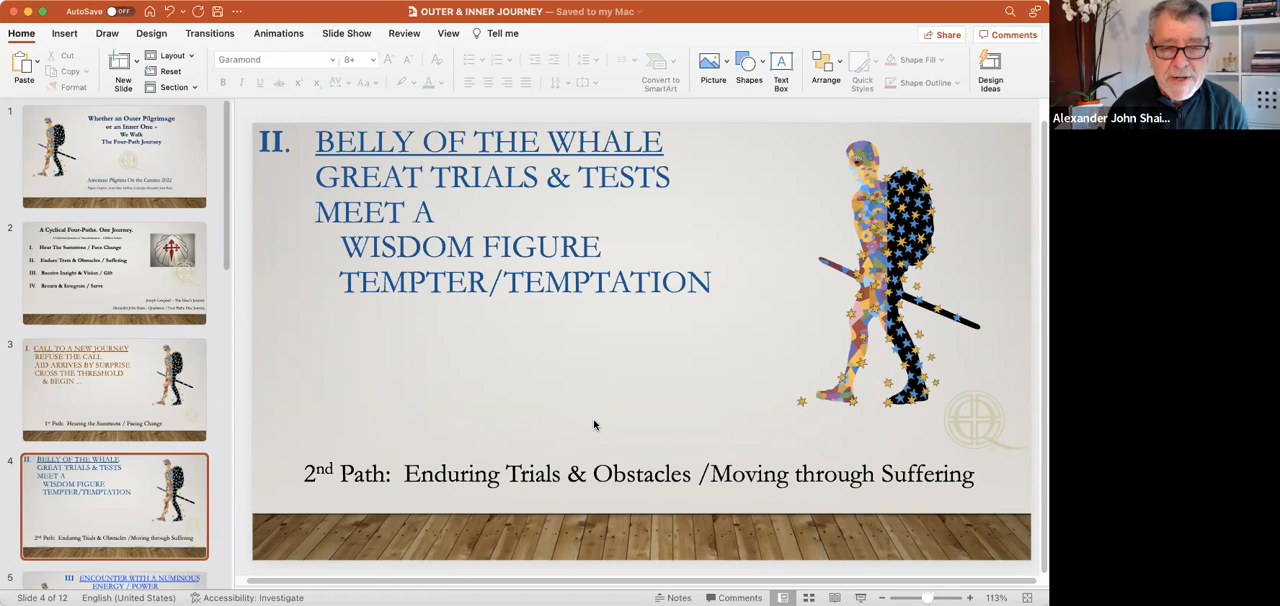 AutoSave OFF
OUTER & INNER JOURNEY — Saved to my Mac
Home Insert Draw Design Transitions Animations Slide Show Review View Tell me
Share Comments
Paste
Cut
Copy
Format
New Slide
Layout
Reset
Section
Garamond 8+
B I U
Convert to SmartArt
Picture
Shapes
Text Box
Arrange
Quick Styles
Shape Fill
Shape Outline
Design Ideas
1
Whether an Outer Pilgrimage
or an Inner One -
We Walk
The Four-Path Journey
American Pilgrims On the Camino 2022
2
A Cyclical Four-Paths. One Journey.
I. Hear The Summons / Face Change
II. Endure Tests & Obstacles / Suffering
III. Receive Insight & Vision / Gift
IV. Return & Integrate / Serve
3
I. CALL TO A NEW JOURNEY
REFUSE THE CALL
AID ARRIVES BY SURPRISE
CROSS THE THRESHOLD
& BEGIN ...
1st Path: Hearing the Summons / Facing Change
4
II. BELLY OF THE WHALE
GREAT TRIALS & TESTS
MEET A
WISDOM FIGURE
TEMPTER/TEMPTATION
2nd Path: Enduring Trials & Obstacles /Moving through Suffering
5
III ENCOUNTER WITH A NUMINOUS
ENERGY / POWER
II. BELLY OF THE WHALE
GREAT TRIALS & TESTS
MEET A
WISDOM FIGURE
TEMPTER/TEMPTATION
2nd Path: Enduring Trials & Obstacles /Moving through Suffering
Alexander John Shai...
Slide 4 of 12 English (United States) Accessibility: Investigate Notes Comments 113%